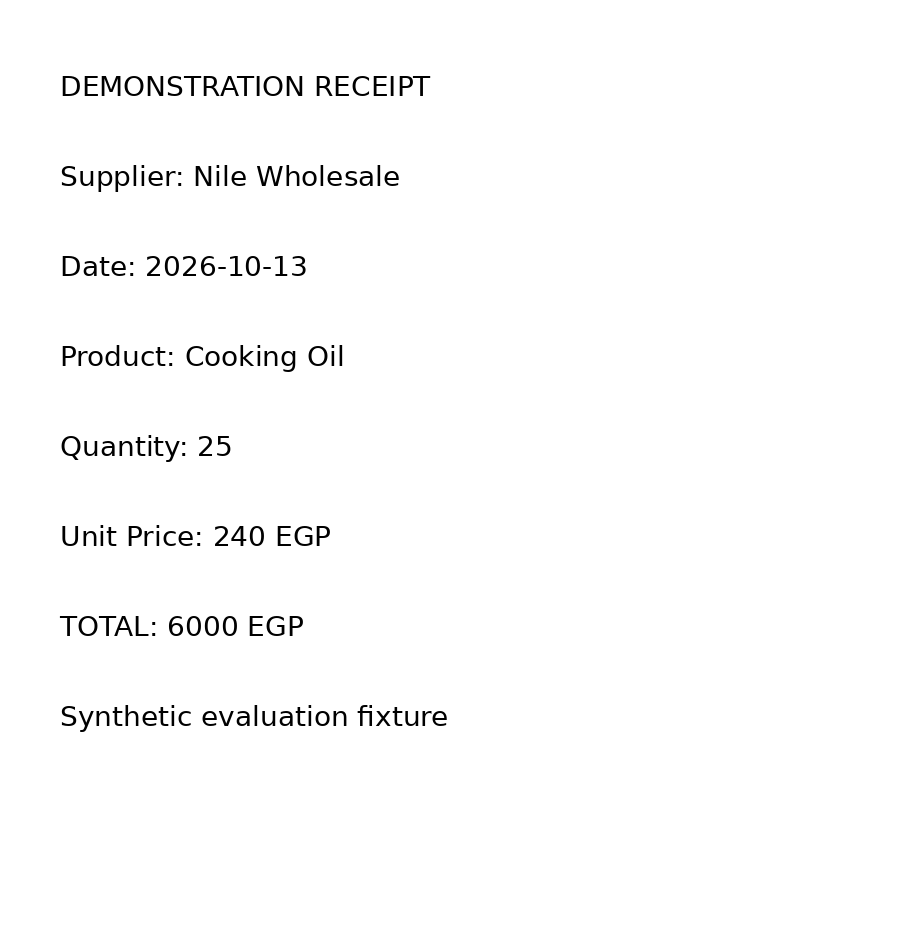 DEMONSTRATION RECEIPT
Supplier: Nile Wholesale
Date: 2026-10-13
Product: Cooking Oil
Quantity: 25
Unit Price: 240 EGP
TOTAL: 6000 EGP
Synthetic evaluation fixture